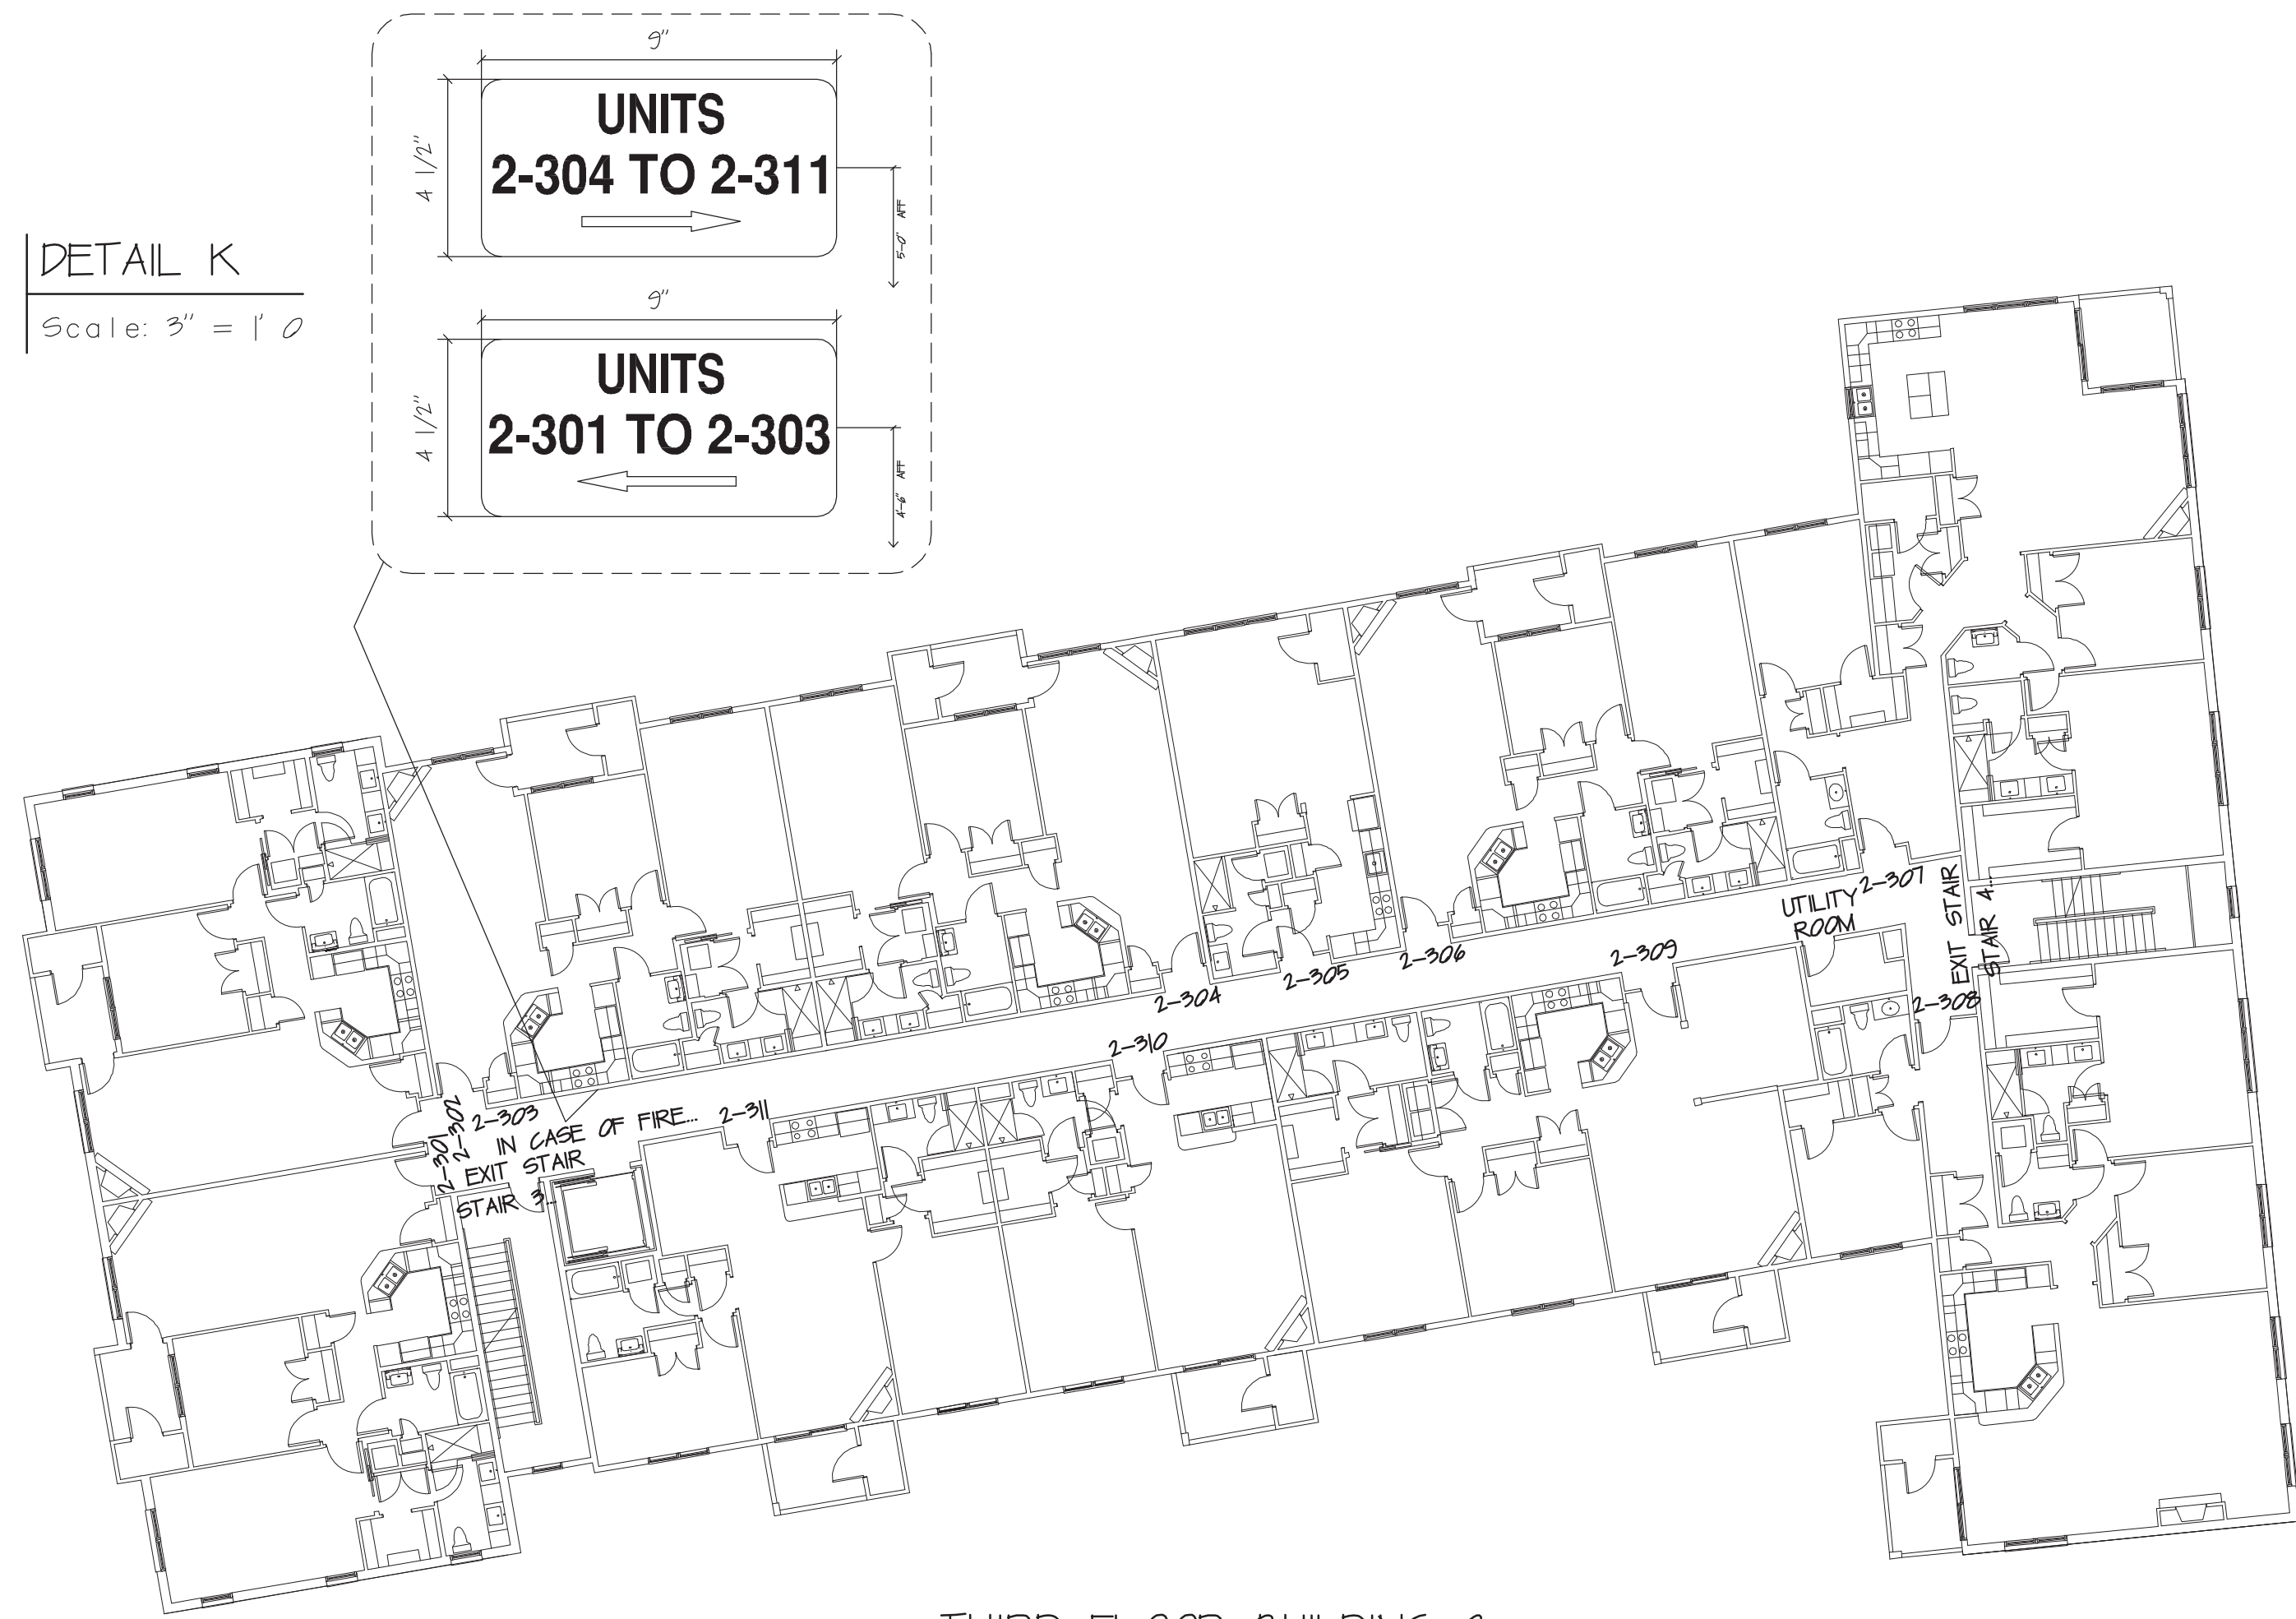 9"
UNITS
2-304 TO 2-311
4 1/2"
5'-0" AFF
DETAIL K
Scale: 3" = 1' 0
9"
UNITS
2-301 TO 2-303
4 1/2"
4'-6" AFF
2-307
UTILITY
ROOM
EXIT STAIR
STAIR 4...
2-309
2-306
2-305
2-304
2-308
2-310
2-311
2-303
IN CASE OF FIRE...
2-302
2-301
EXIT STAIR
STAIR 3...
THIRD FLOOR BUILDING